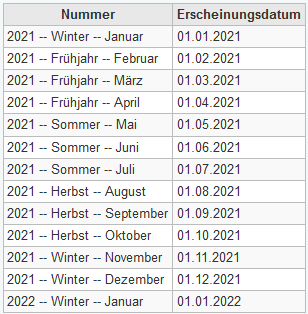 Nummer Erscheinungsdatum
2021 -- Winter -- Januar 01.01.2021
2021 -- Frühjahr -- Februar 01.02.2021
2021 -- Frühjahr -- März 01.03.2021
2021 -- Frühjahr -- April 01.04.2021
2021 -- Sommer -- Mai 01.05.2021
2021 -- Sommer -- Juni 01.06.2021
2021 -- Sommer -- Juli 01.07.2021
2021 -- Herbst -- August 01.08.2021
2021 -- Herbst -- September 01.09.2021
2021 -- Herbst -- Oktober 01.10.2021
2021 -- Winter -- November 01.11.2021
2021 -- Winter -- Dezember 01.12.2021
2022 -- Winter -- Januar 01.01.2022